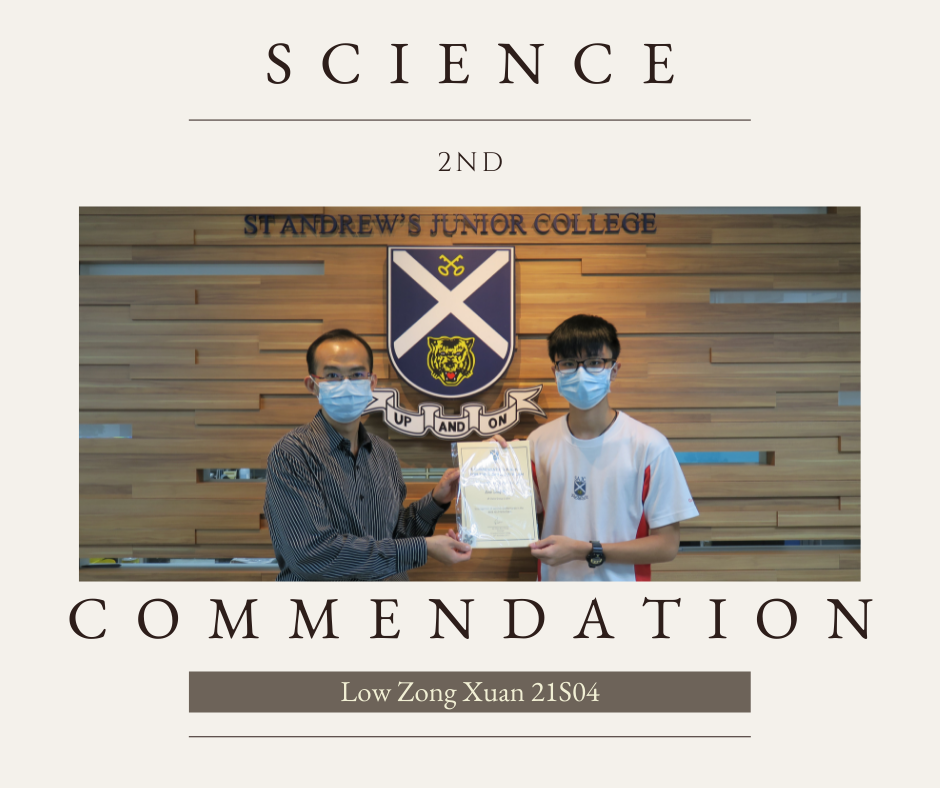 SCIENCE
2ND
ST ANDREW'S JUNIOR COLLEGE
UP AND ON
COMMENDATION
Low Zong Xuan 21S04